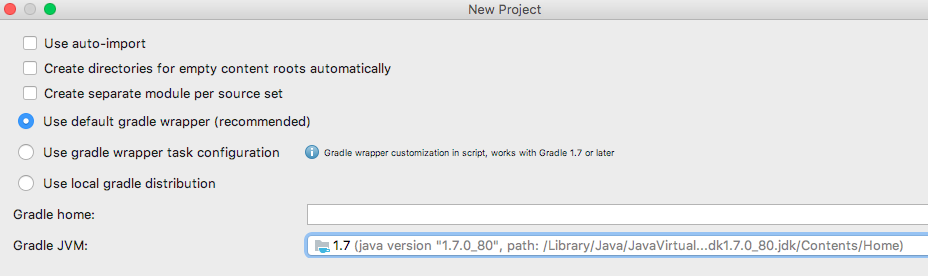 New Project
Use auto-import
Create directories for empty content roots automatically
Create separate module per source set
Use default gradle wrapper (recommended)
Use gradle wrapper task configuration Gradle wrapper customization in script, works with Gradle 1.7 or later
Use local gradle distribution
Gradle home:
Gradle JVM: 1.7 (java version "1.7.0_80", path: /Library/Java/JavaVirtual...dk1.7.0_80.jdk/Contents/Home)